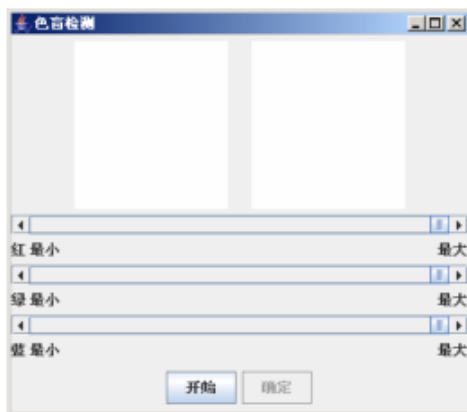 色盲检测
红 最小 最大
绿 最小 最大
蓝 最小 最大
开始 确定